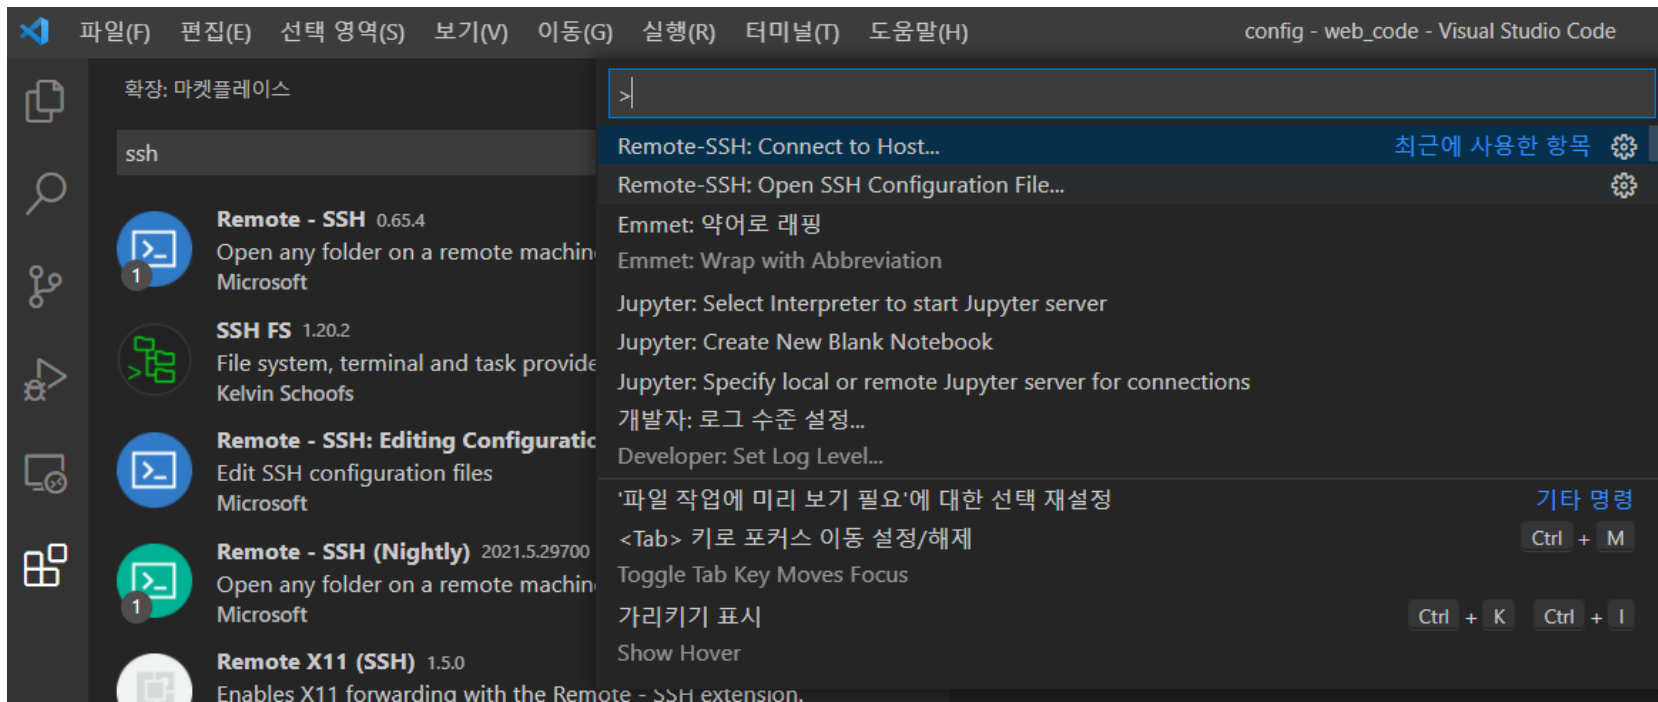 파일(F) 편집(E) 선택 영역(S) 보기(V) 이동(G) 실행(R) 터미널(T) 도움말(H) config - web_code - Visual Studio Code
확장: 마켓플레이스
ssh
Remote - SSH 0.65.4
Open any folder on a remote machin
Microsoft
1
SSH FS 1.20.2
File system, terminal and task provide
Kelvin Schoofs
Remote - SSH: Editing Configuratio
Edit SSH configuration files
Microsoft
Remote - SSH (Nightly) 2021.5.29700
Open any folder on a remote machin
Microsoft
1
Remote X11 (SSH) 1.5.0
Enables X11 forwarding with the Remote - SSH extension.
>
Remote-SSH: Connect to Host... 최근에 사용한 항목
Remote-SSH: Open SSH Configuration File...
Emmet: 약어로 래핑
Emmet: Wrap with Abbreviation
Jupyter: Select Interpreter to start Jupyter server
Jupyter: Create New Blank Notebook
Jupyter: Specify local or remote Jupyter server for connections
개발자: 로그 수준 설정...
Developer: Set Log Level...
'파일 작업에 미리 보기 필요'에 대한 선택 재설정 기타 명령
<Tab> 키로 포커스 이동 설정/해제 Ctrl + M
Toggle Tab Key Moves Focus
가리키기 표시 Ctrl + K Ctrl + I
Show Hover